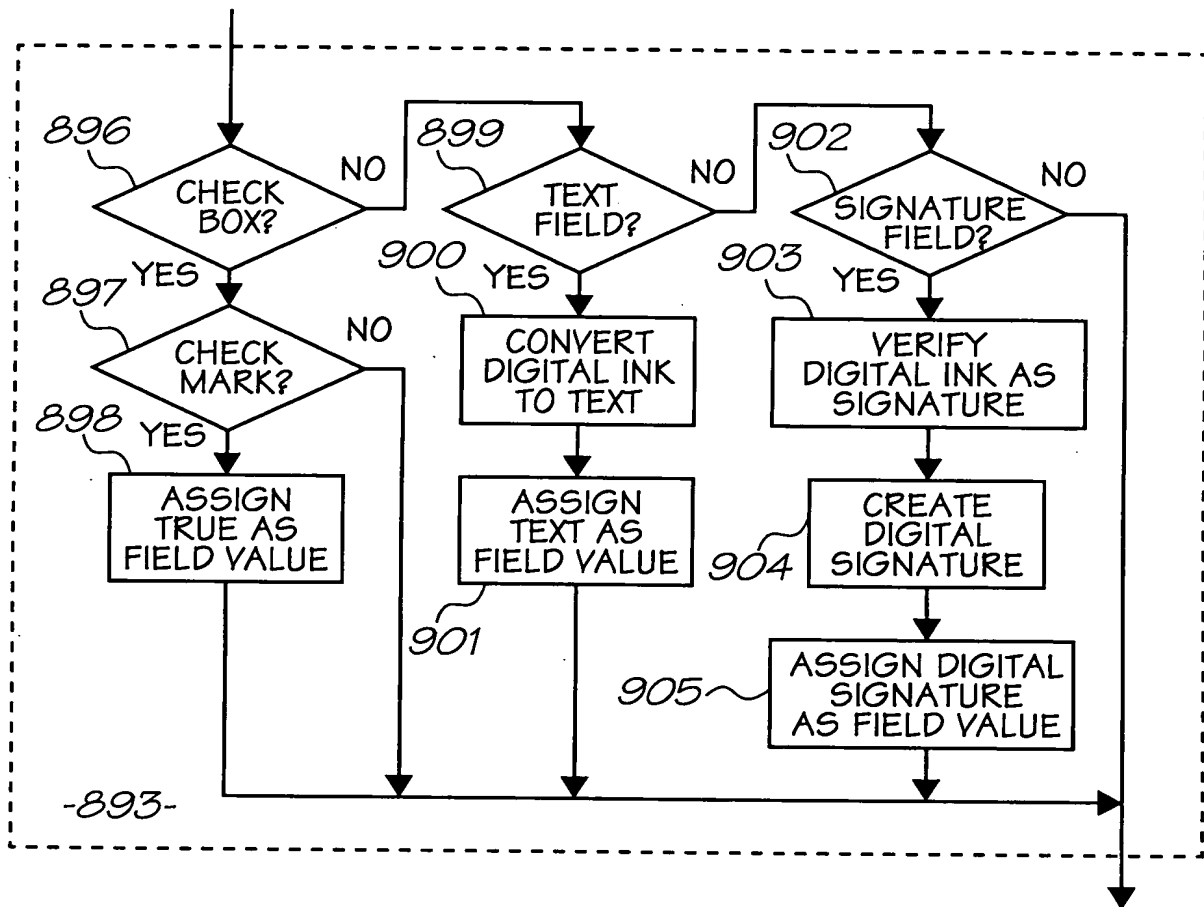 896
CHECK
BOX?
NO
YES
897
CHECK
MARK?
NO
YES
898
ASSIGN
TRUE AS
FIELD VALUE
899
TEXT
FIELD?
NO
YES
900
CONVERT
DIGITAL INK
TO TEXT
ASSIGN
TEXT AS
FIELD VALUE
901
902
SIGNATURE
FIELD?
NO
YES
903
VERIFY
DIGITAL INK AS
SIGNATURE
CREATE
DIGITAL
SIGNATURE
904
ASSIGN DIGITAL
SIGNATURE
AS FIELD VALUE
905
-893-